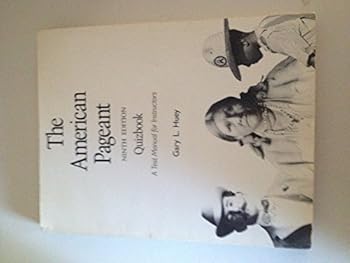 The
American
Pageant
NINTH EDITION
Quizbook
A Test Manual for Instructors
Gary L. Huey